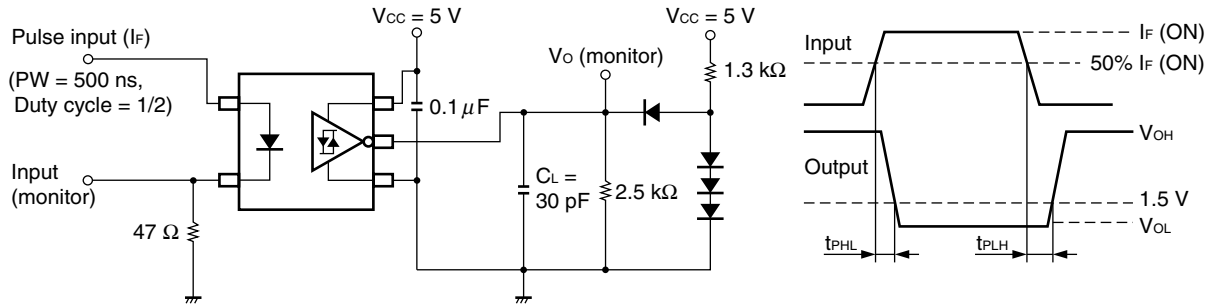 Pulse input (IF)
(PW = 500 ns,
Duty cycle = 1/2)
Input
(monitor)
47 Ω
VCC = 5 V
0.1 μF
VO (monitor)
CL =
30 pF
2.5 kΩ
VCC = 5 V
1.3 kΩ
Input
IF (ON)
50% IF (ON)
Output
VOH
1.5 V
VOL
tPHL
tPLH